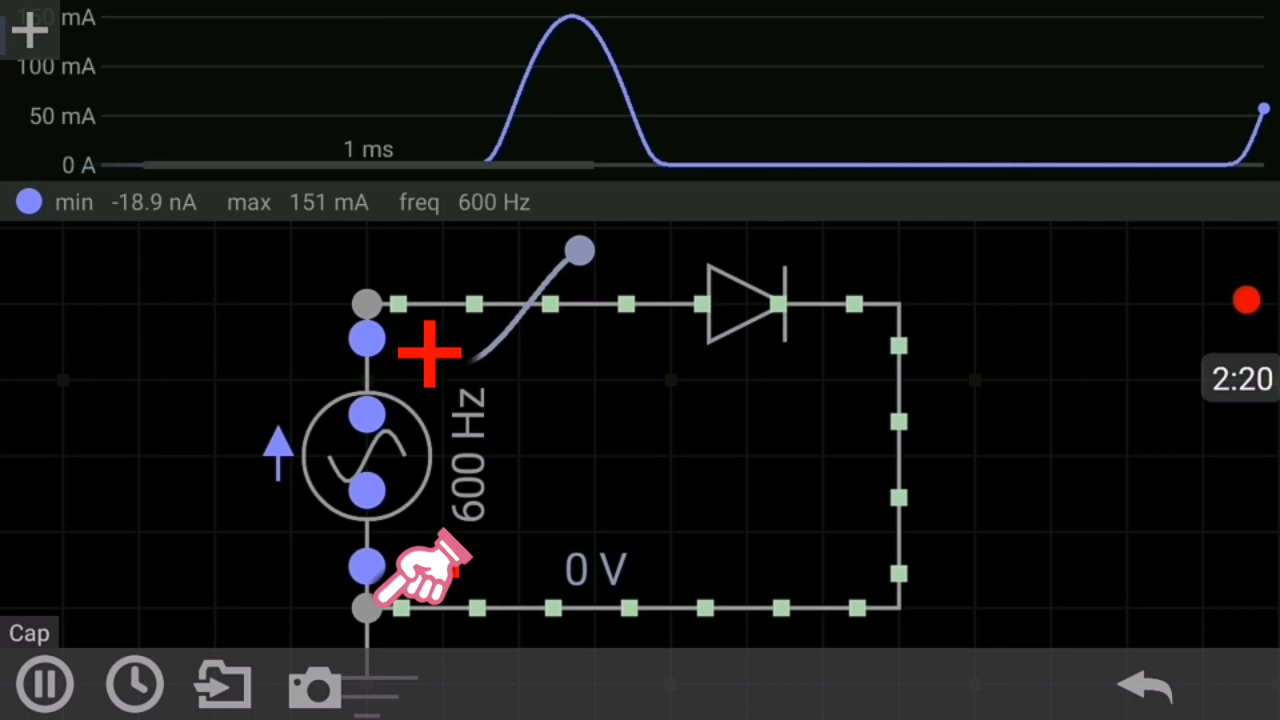 150 mA
100 mA
50 mA
1 ms
0 A
min -18.9 nA max 151 mA freq 600 Hz
2:20
600 Hz
0 V
Cap